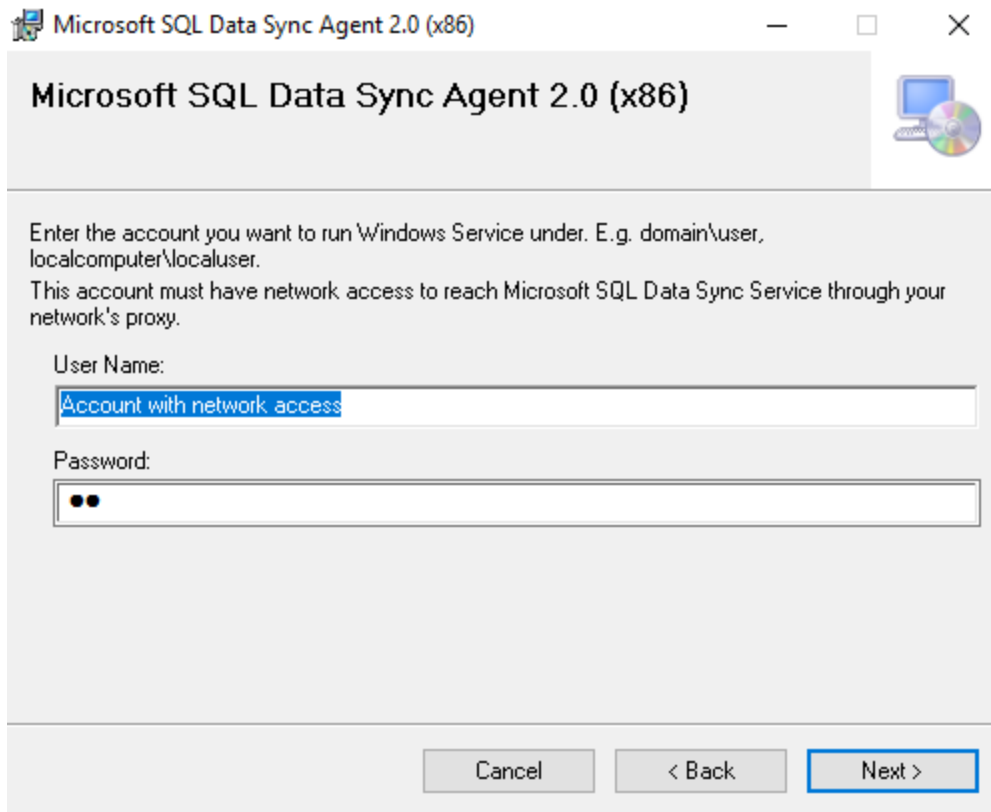 Microsoft SQL Data Sync Agent 2.0 (x86)
Microsoft SQL Data Sync Agent 2.0 (x86)
Enter the account you want to run Windows Service under. E.g. domain\user,
localcomputer\localuser.
This account must have network access to reach Microsoft SQL Data Sync Service through your
network's proxy.
User Name:
Account with network access
Password:
●●
Cancel
< Back
Next >